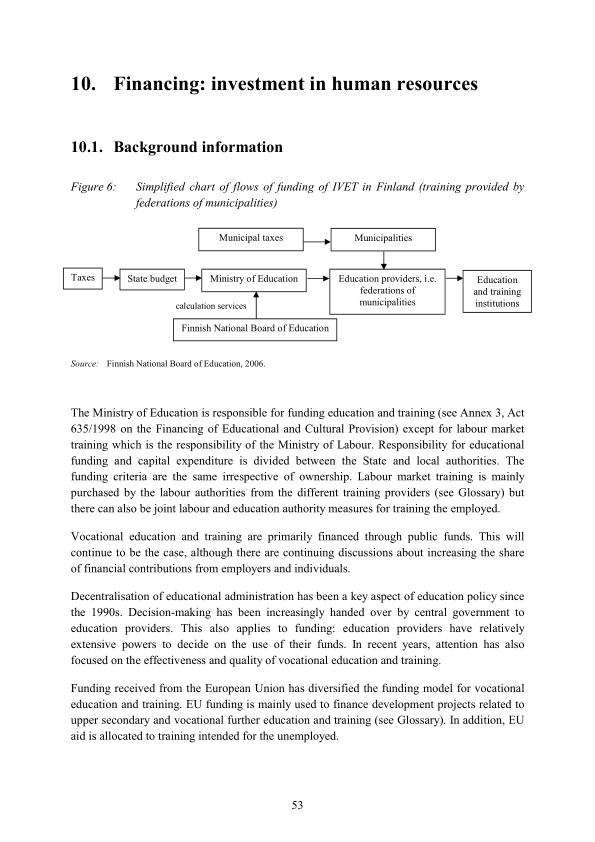 10. Financing: investment in human resources
10.1. Background information
Figure 6: Simplified chart of flows of funding of IVET in Finland (training provided by
federations of municipalities)
Municipal taxes
Municipalities
Taxes
State budget
Ministry of Education
Education providers, i.e.
federations of
municipalities
Education
and training
institutions
calculation services
Finnish National Board of Education
Source: Finnish National Board of Education, 2006.
The Ministry of Education is responsible for funding education and training (see Annex 3, Act
635/1998 on the Financing of Educational and Cultural Provision) except for labour market
training which is the responsibility of the Ministry of Labour. Responsibility for educational
funding and capital expenditure is divided between the State and local authorities. The
funding criteria are the same irrespective of ownership. Labour market training is mainly
purchased by the labour authorities from the different training providers (see Glossary) but
there can also be joint labour and education authority measures for training the employed.
Vocational education and training are primarily financed through public funds. This will
continue to be the case, although there are continuing discussions about increasing the share
of financial contributions from employers and individuals.
Decentralisation of educational administration has been a key aspect of education policy since
the 1990s. Decision-making has been increasingly handed over by central government to
education providers. This also applies to funding: education providers have relatively
extensive powers to decide on the use of their funds. In recent years, attention has also
focused on the effectiveness and quality of vocational education and training.
Funding received from the European Union has diversified the funding model for vocational
education and training. EU funding is mainly used to finance development projects related to
upper secondary and vocational further education and training (see Glossary). In addition, EU
aid is allocated to training intended for the unemployed.
53